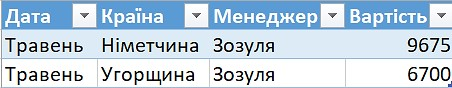 Дата Країна Менеджер Вартість
Травень Німетчина Зозуля 9675
Травень Угорщина Зозуля 6700